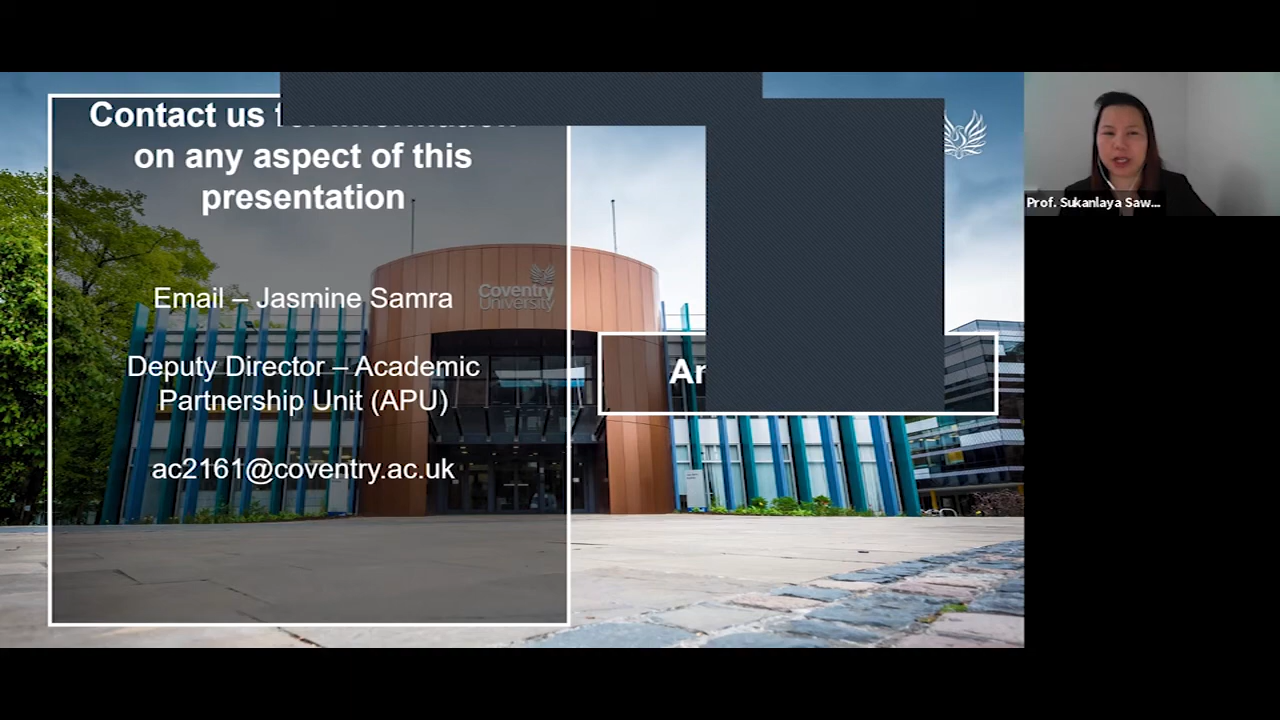 Contact us
on any aspect of this
presentation
Email – Jasmine Samra
Deputy Director – Academic
Partnership Unit (APU)
ac2161@coventry.ac.uk
Coventry
University
Prof. Sukanlaya Saw...